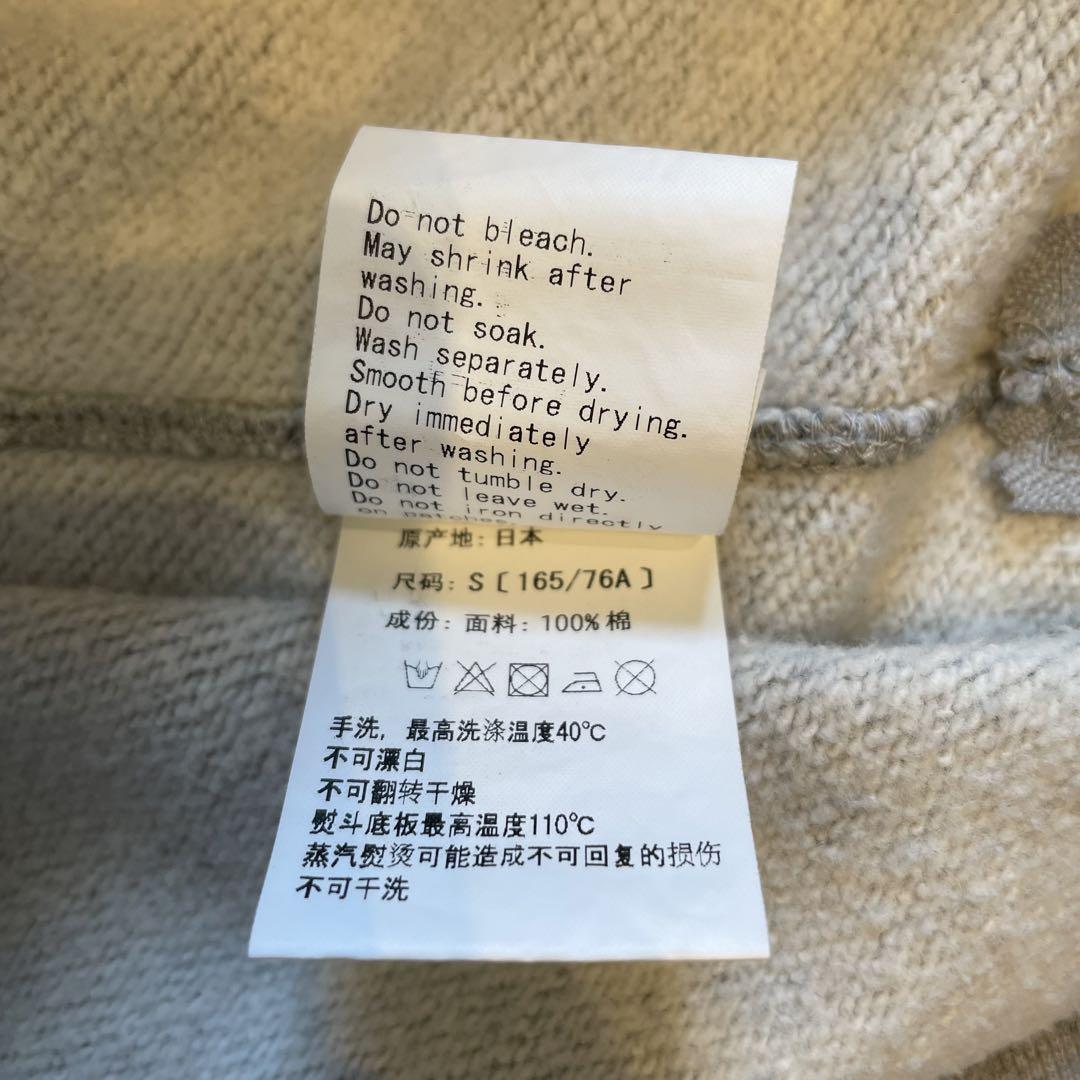 Do not bleach.
May shrink after
washing.
Do not soak.
Wash separately.
Smooth before drying.
Dry immediately
after washing.
Do not tumble dry.
Do not leave wet.
Do not iron directly
on patches.
原产地: 日本
尺码: S〔165/76A〕
成份: 面料: 100% 棉
手洗, 最高洗涤温度40℃
不可漂白
不可翻转干燥
熨斗底板最高温度110℃
蒸汽熨烫可能造成不可回复的损伤
不可干洗